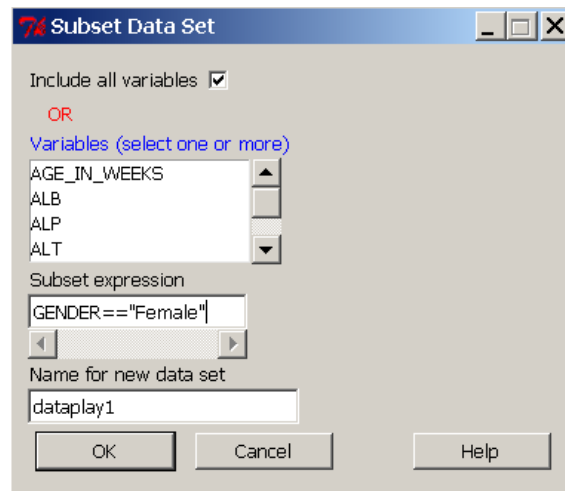 Subset Data Set
Include all variables
OR
Variables (select one or more)
AGE_IN_WEEKS
ALB
ALP
ALT
Subset expression
GENDER=="Female"
Name for new data set
dataplay1
OK Cancel Help